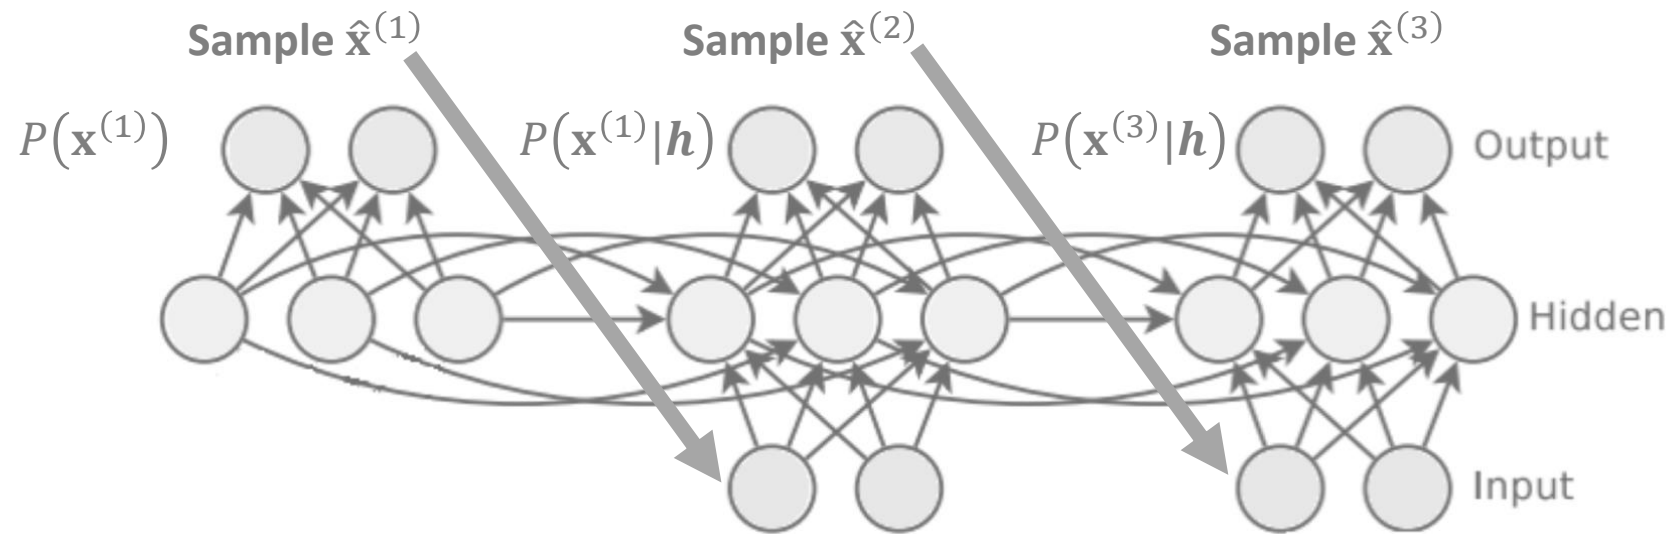 Sample x̂⁽¹⁾ Sample x̂⁽²⁾ Sample x̂⁽³⁾
P(x⁽¹⁾) P(x⁽¹⁾|h) P(x⁽³⁾|h) Output
Hidden
Input